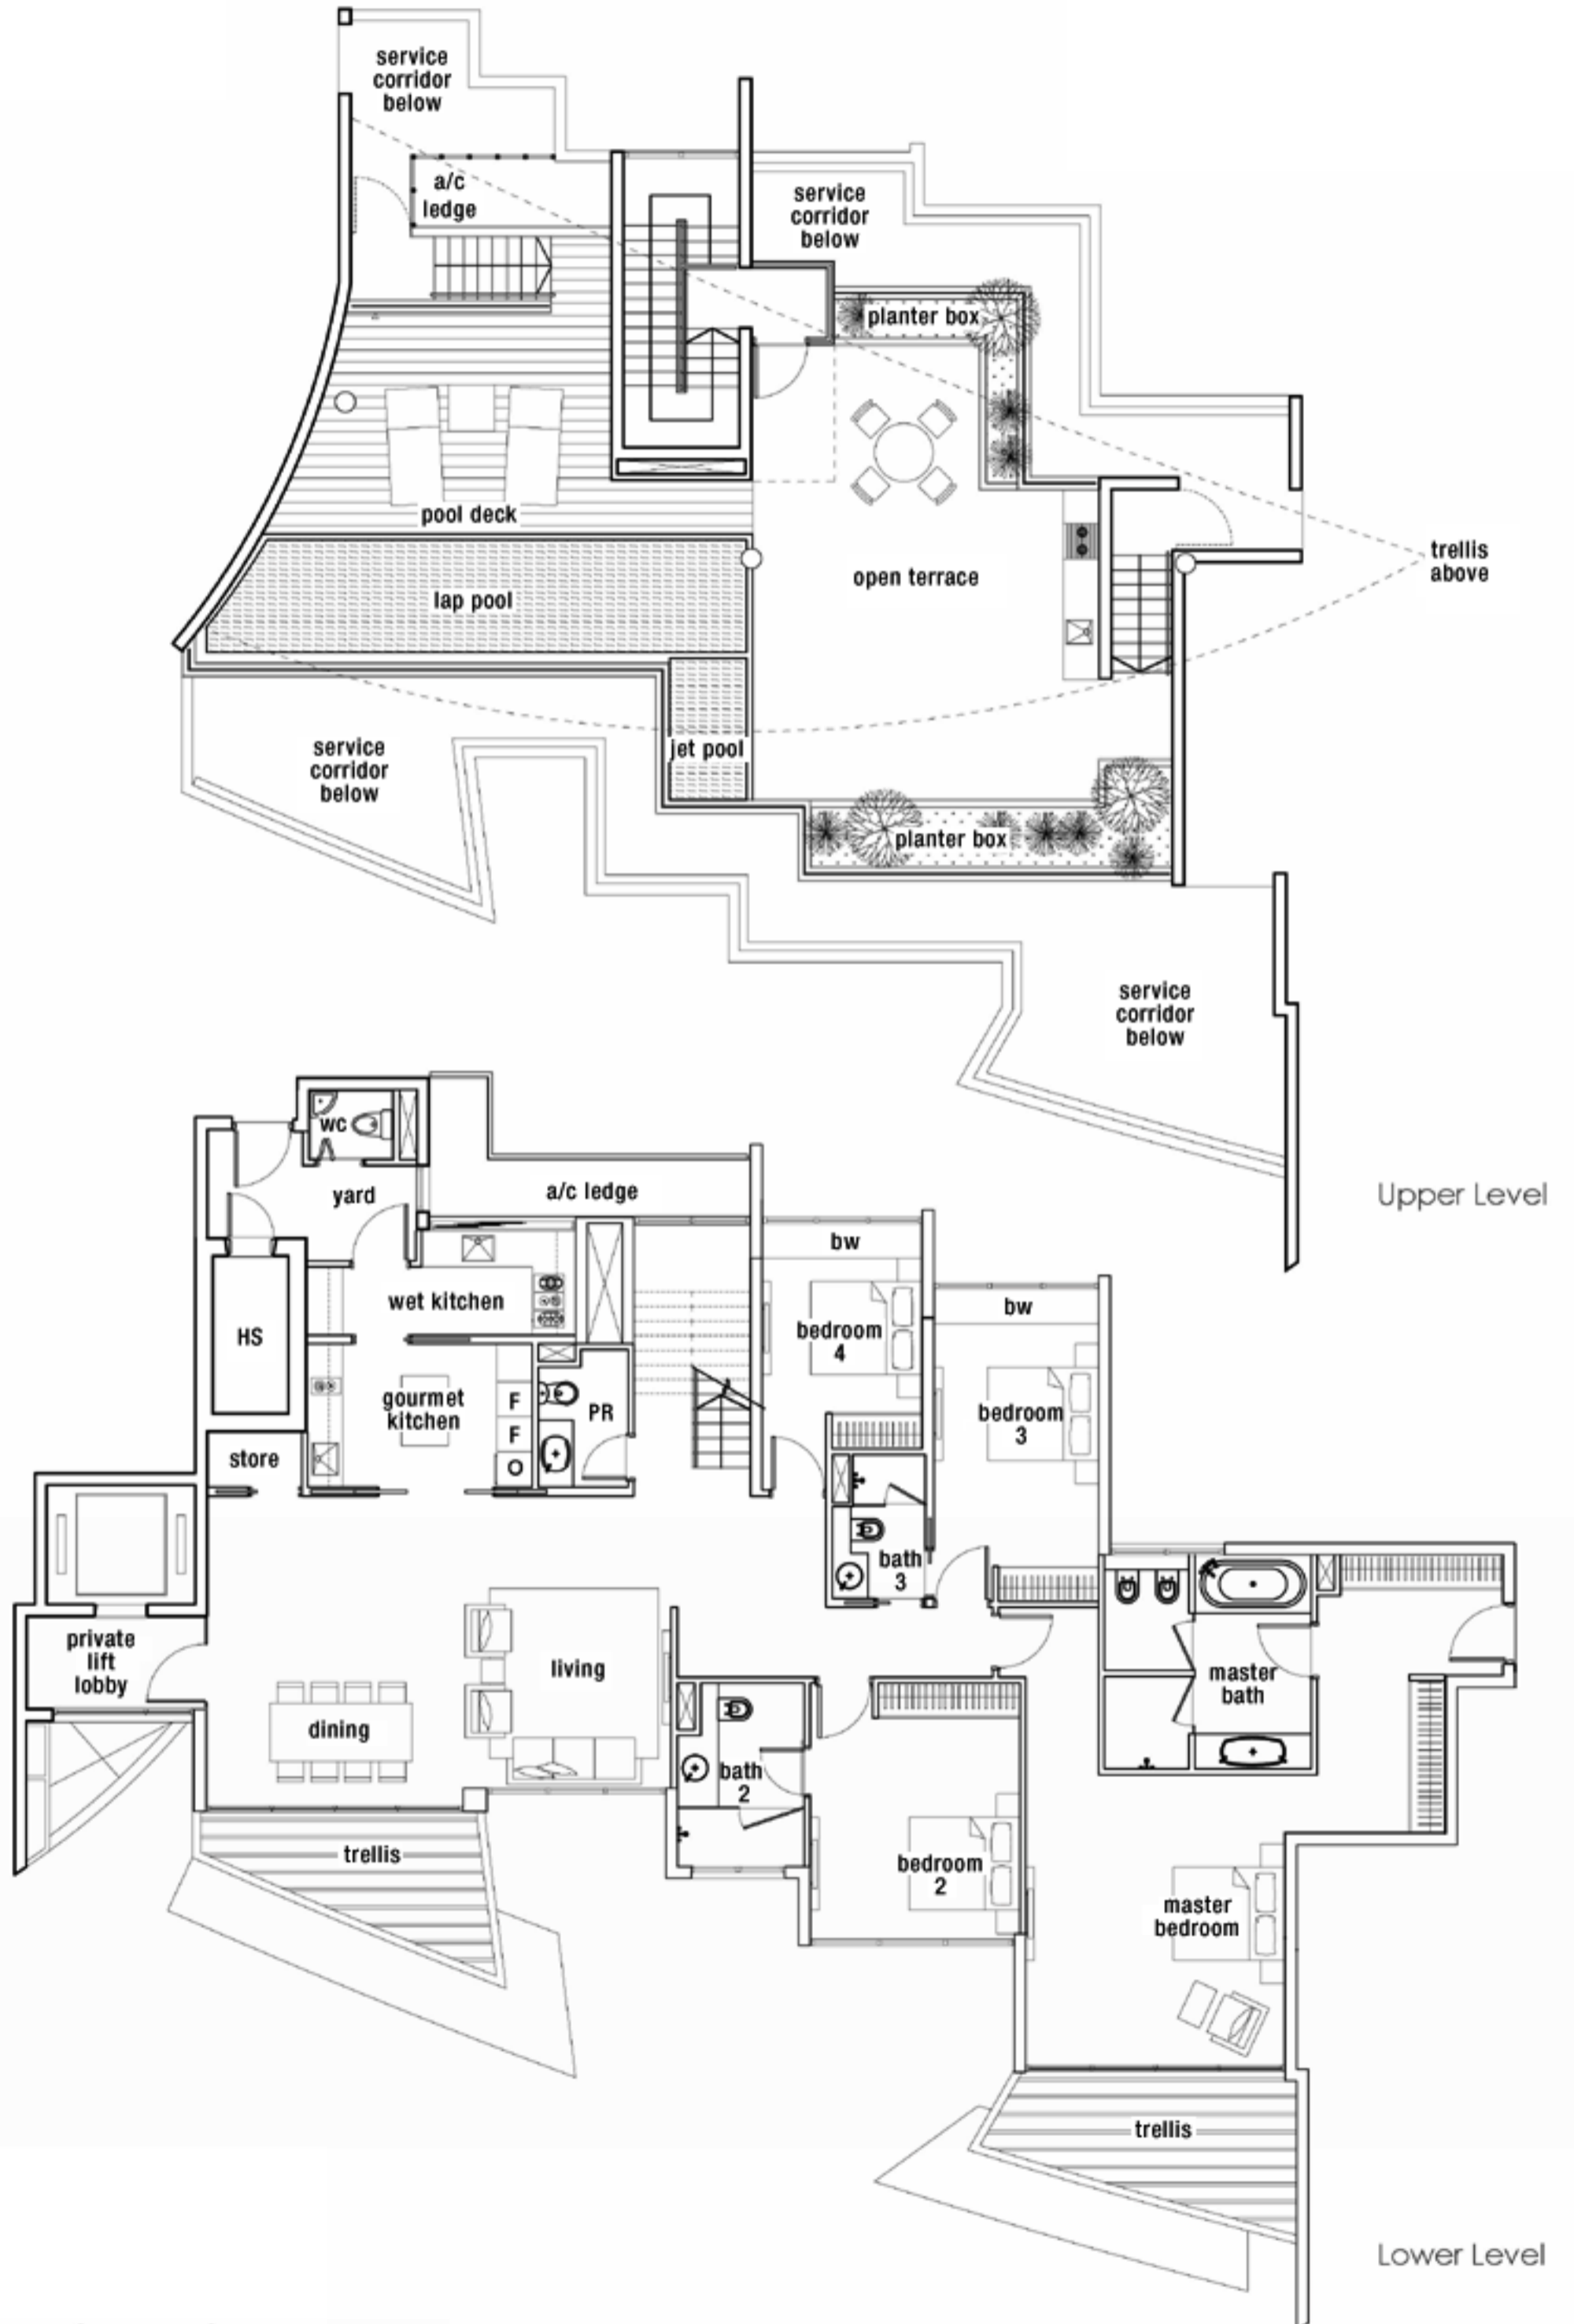 service
corridor
below
a/c
ledge
service
corridor
below
planter box
pool deck
trellis
above
open terrace
lap pool
jet pool
service
corridor
below
planter box
service
corridor
below
Upper Level
wc
yard
a/c ledge
bw
wet kitchen
bw
HS
bedroom
4
gourmet
kitchen
F
F
O
PR
bedroom
3
store
bath
3
private
lift
lobby
living
master
bath
dining
bath
2
trellis
bedroom
2
master
bedroom
trellis
Lower Level